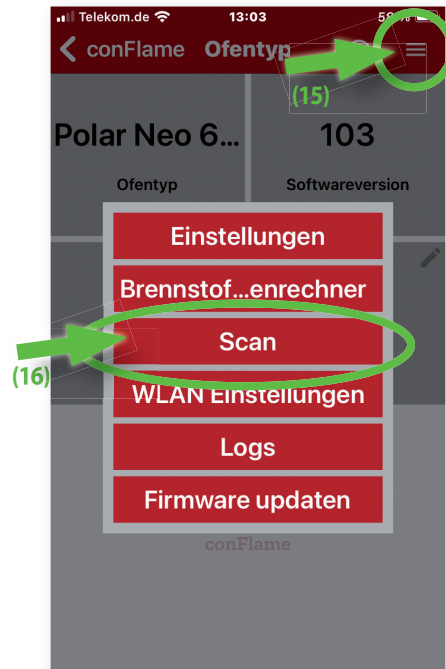 Telekom.de 13:03 58%
conFlame Ofentyp
(15)
Polar Neo 6... 103
Ofentyp Softwareversion
Einstellungen
Brennstof...enrechner
Scan
(16)
WLAN Einstellungen
Logs
Firmware updaten
conFlame